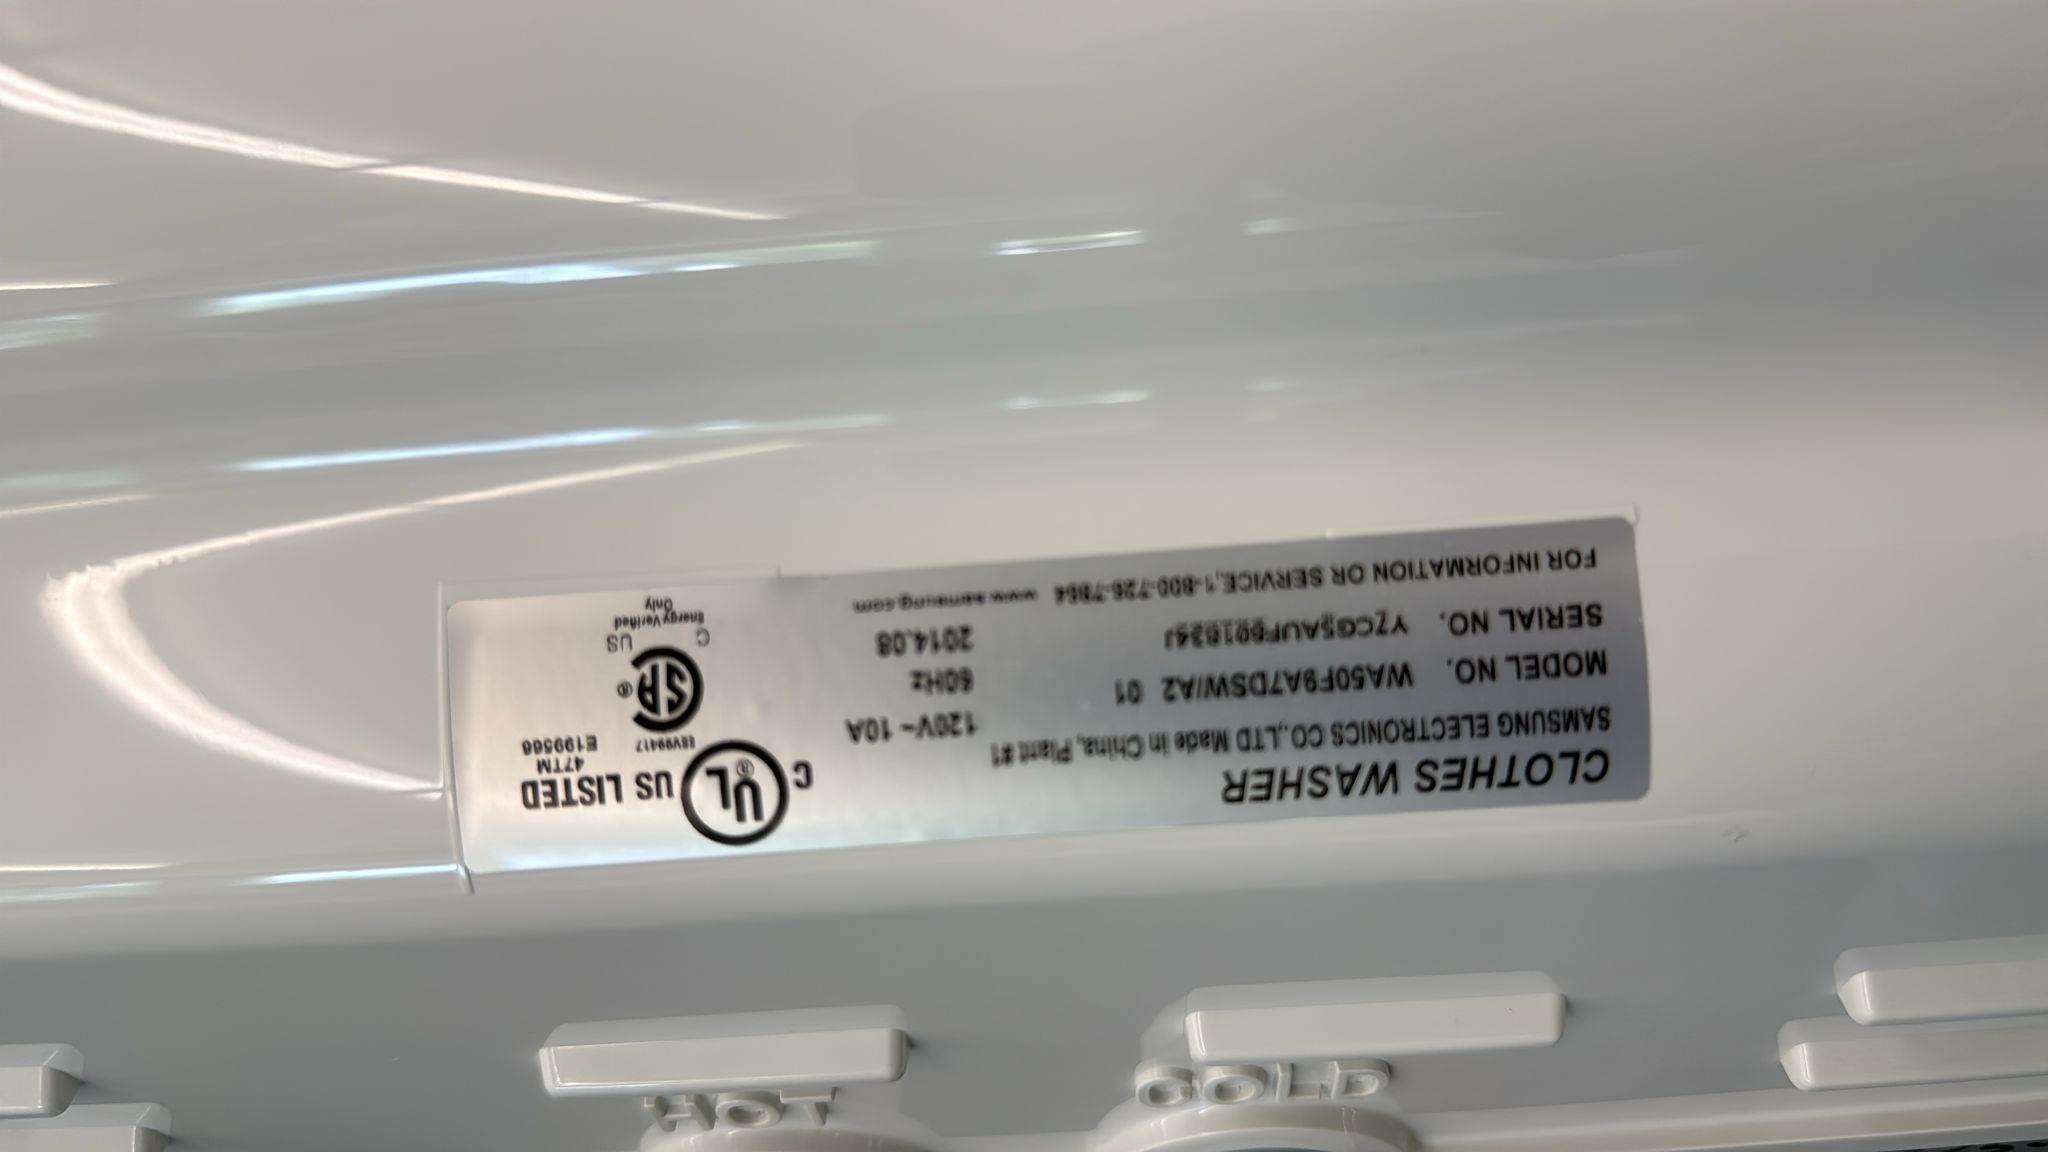 CLOTHES WASHER
SAMSUNG ELECTRONICS CO.,LTD Made in China, Plant #1
MODEL NO. WA50F9A7DSW/A2 01
SERIAL NO.
FOR INFORMATION OR SERVICE,1-800-726-7864 www.samsung.com
120V~ 10A
60Hz
2014.08
C UL ® US LISTED
47TM
E199566
SA ®
C US
Energy Verified
Only
HOT
COLD